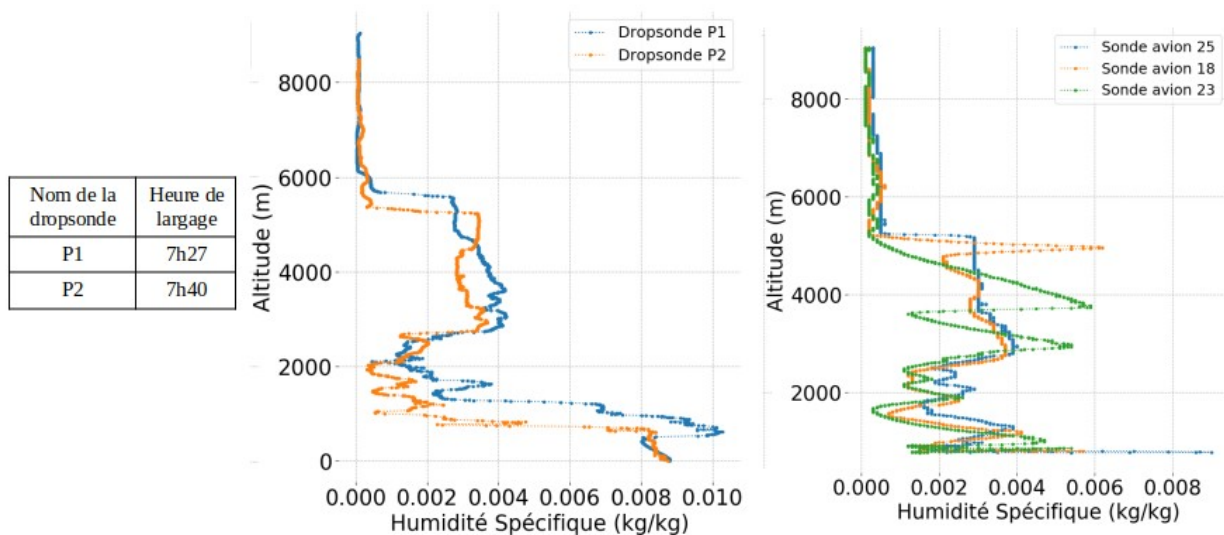 Nom de la
dropsonde
Heure de
largage
P1
7h27
P2
7h40
Dropsonde P1
Dropsonde P2
Altitude (m)
8000
6000
4000
2000
0
0.000 0.002 0.004 0.006 0.008 0.010
Humidité Spécifique (kg/kg)
Sonde avion 25
Sonde avion 18
Sonde avion 23
Altitude (m)
8000
6000
4000
2000
0.000 0.002 0.004 0.006 0.008
Humidité Spécifique (kg/kg)